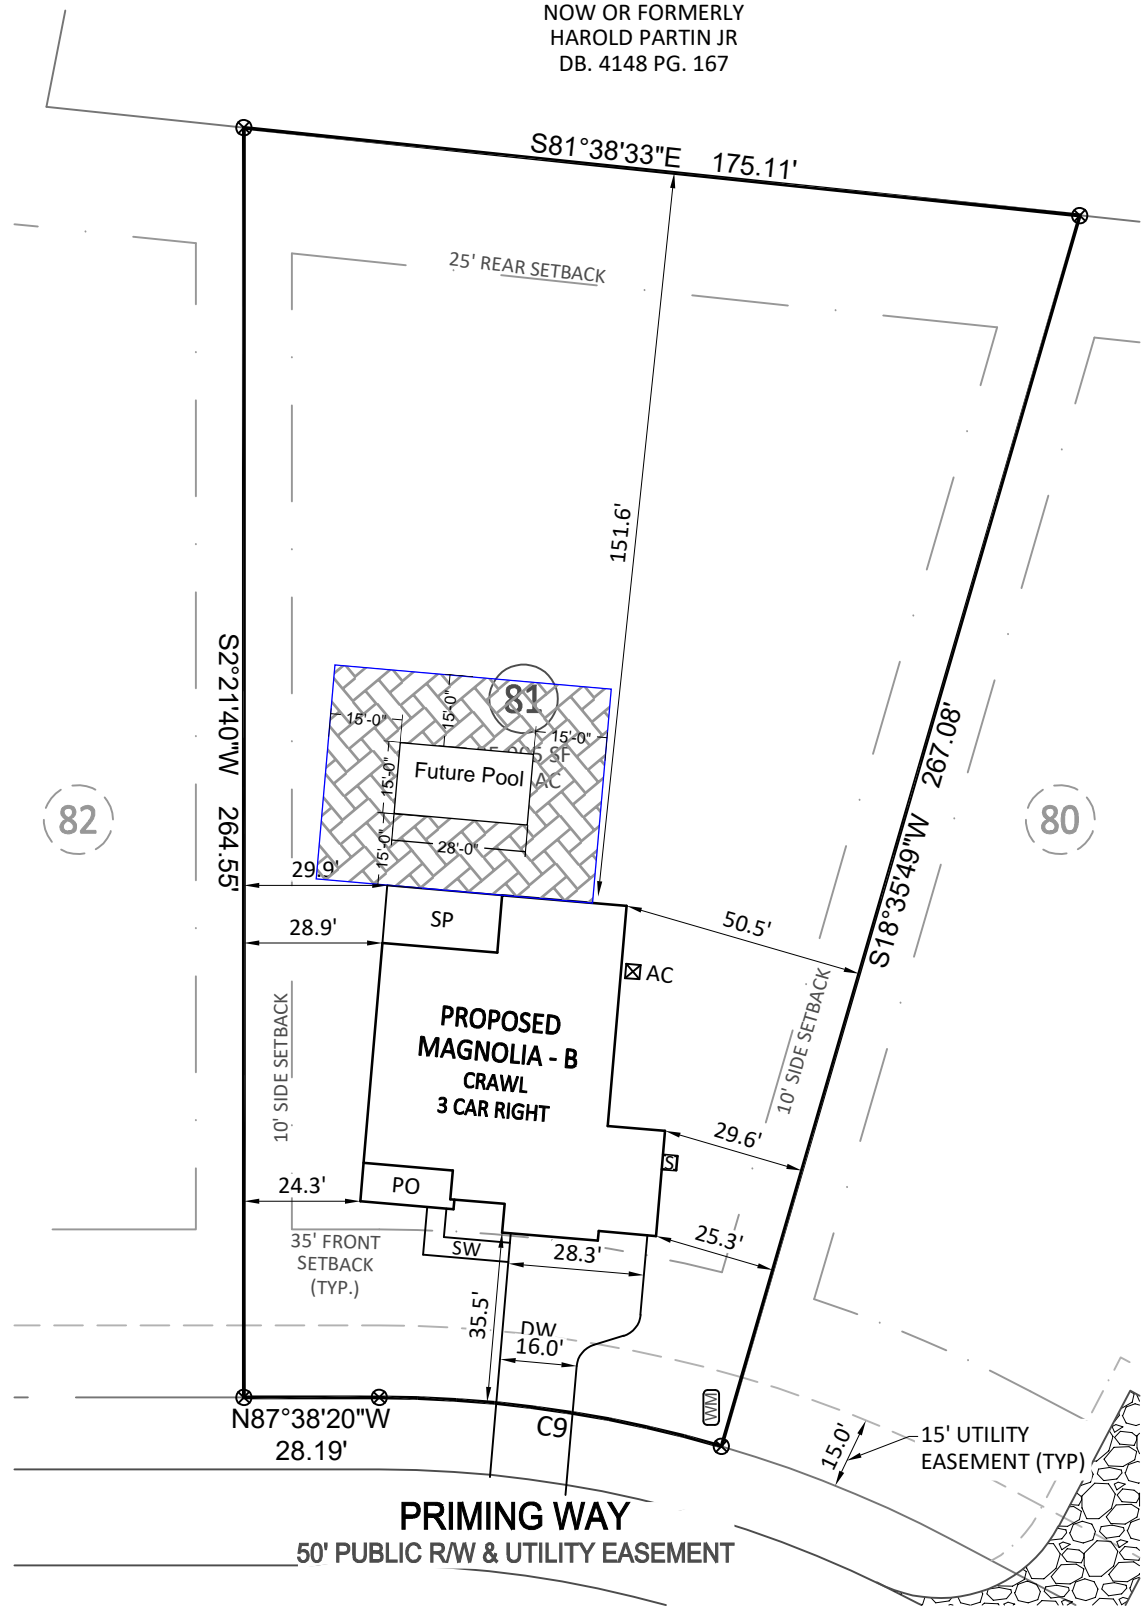 NOW OR FORMERLY
HAROLD PARTIN JR
DB. 4148 PG. 167
S81°38'33"E 175.11'
25' REAR SETBACK
151.6'
S2°21'40"W 264.55'
S18°35'49"W 267.08'
81
SF
AC
15'-0"
15'-0"
15'-0"
15'-0"
Future Pool
15'-0"
28'-0"
82
80
29.9'
28.9'
SP
50.5'
AC
PROPOSED
MAGNOLIA - B
CRAWL
3 CAR RIGHT
10' SIDE SETBACK
10' SIDE SETBACK
29.6'
S
24.3'
PO
35' FRONT
SETBACK
(TYP.)
SW
28.3'
25.3'
35.5'
DW
16.0'
WM
C9
N87°38'20"W
28.19'
15.0'
15' UTILITY
EASEMENT (TYP)
PRIMING WAY
50' PUBLIC R/W & UTILITY EASEMENT